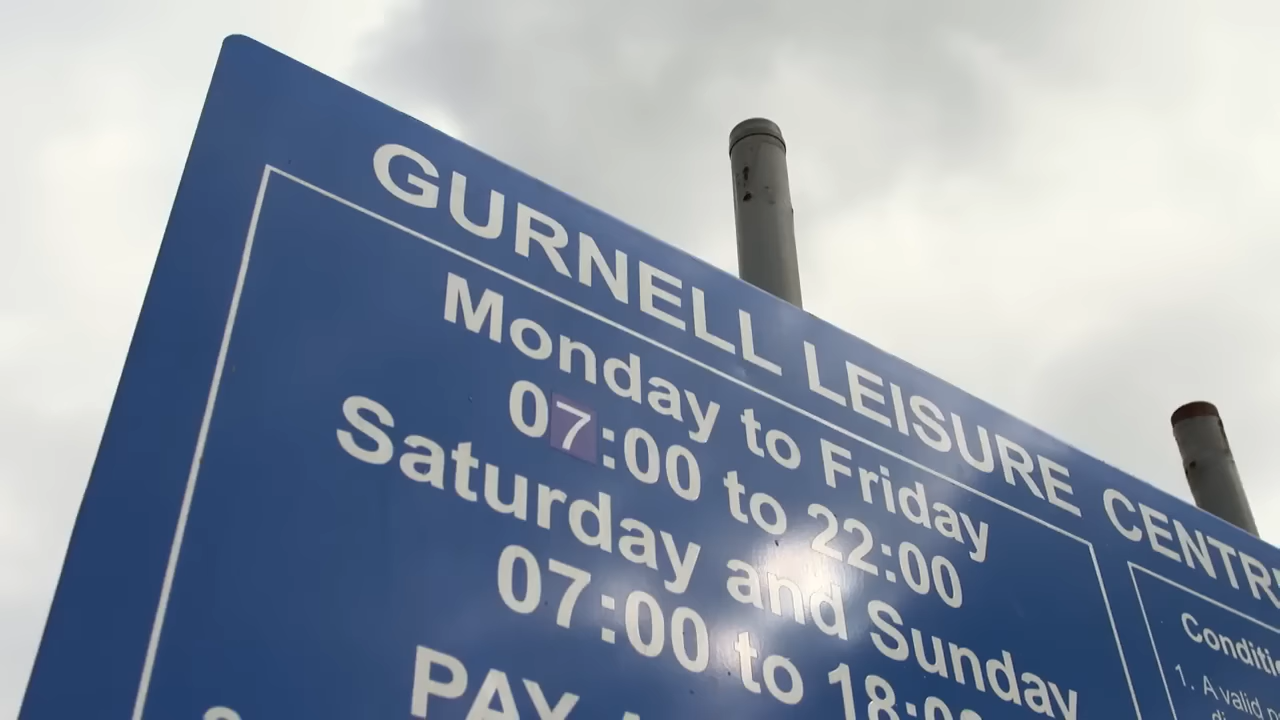 GURNELL LEISURE CENTRE
Monday to Friday
07:00 to 22:00
Saturday and Sunday
07:00 to 18:00
PAY
Conditi
1. A valid